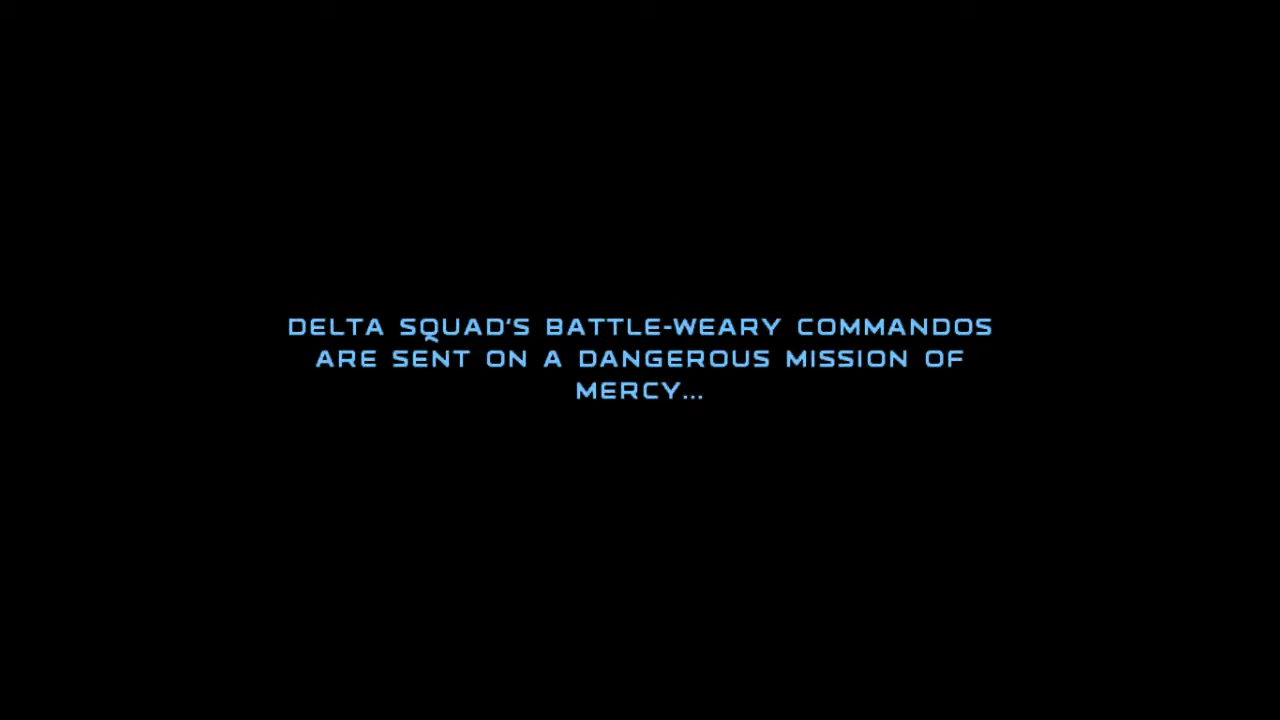 DELTA SQUAD'S BATTLE-WEARY COMMANDOS
ARE SENT ON A DANGEROUS MISSION OF
MERCY...